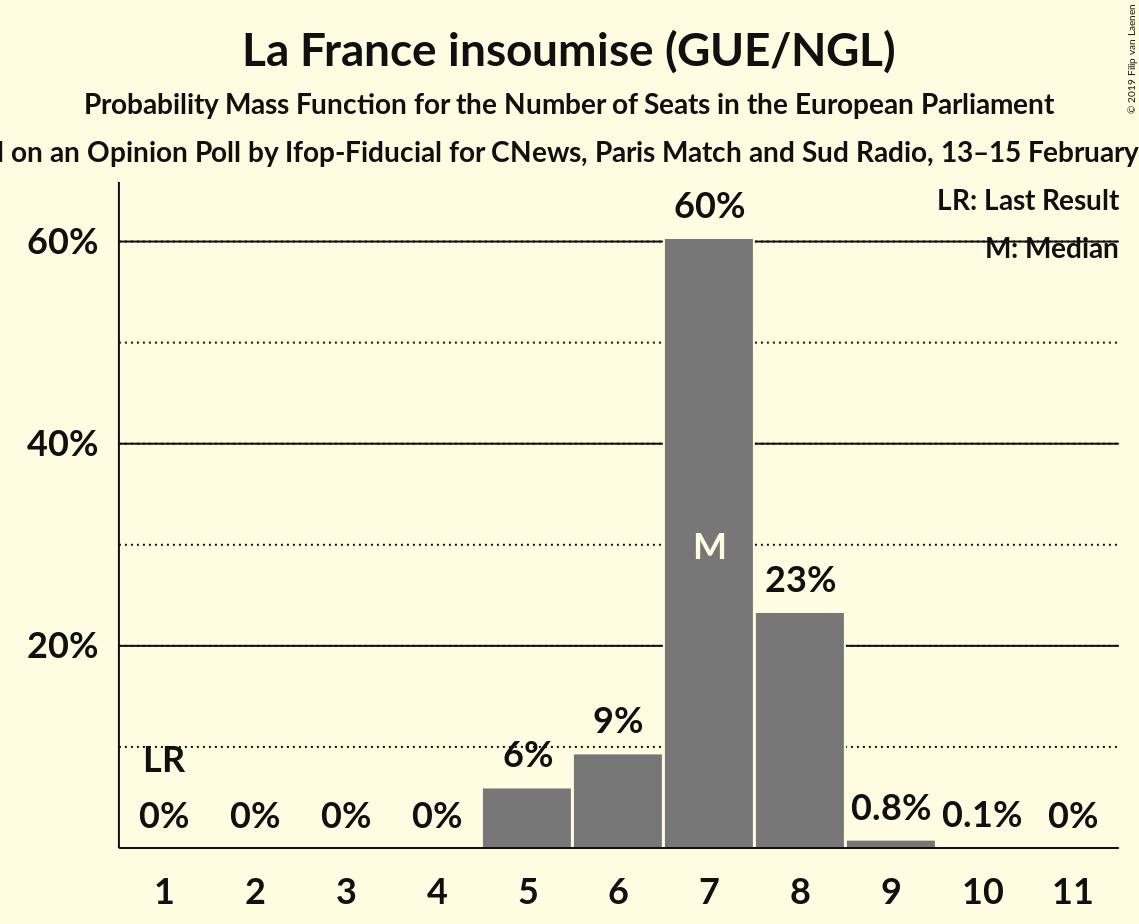 La France insoumise (GUE/NGL)
Probability Mass Function for the Number of Seats in the European Parliament
on an Opinion Poll by Ifop-Fiducial for CNews, Paris Match and Sud Radio, 13–15 February
© 2019 Filip van Laenen
LR: Last Result
M: Median
60%
40%
20%
LR
0%
0%
0%
0%
6%
9%
60%
M
23%
0.8%
0.1%
0%
1 2 3 4 5 6 7 8 9 10 11